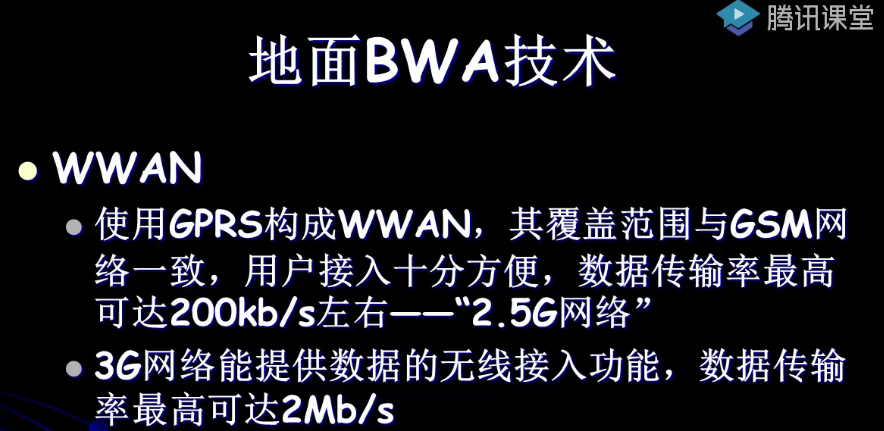 腾讯课堂
地面BWA技术
WWAN
使用GPRS构成WWAN，其覆盖范围与GSM网
络一致，用户接入十分方便，数据传输率最高
可达200kb/s左右——“2.5G网络”
3G网络能提供数据的无线接入功能，数据传输
率最高可达2Mb/s